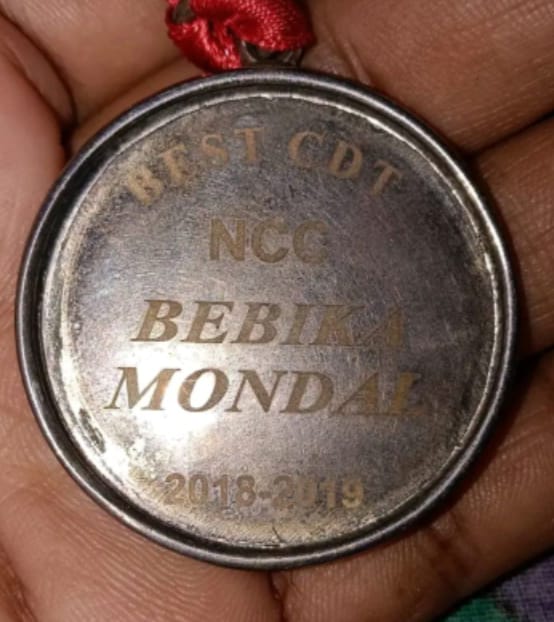 BEST CDT
NCC
BEBIKA
MONDAL
2018-2019